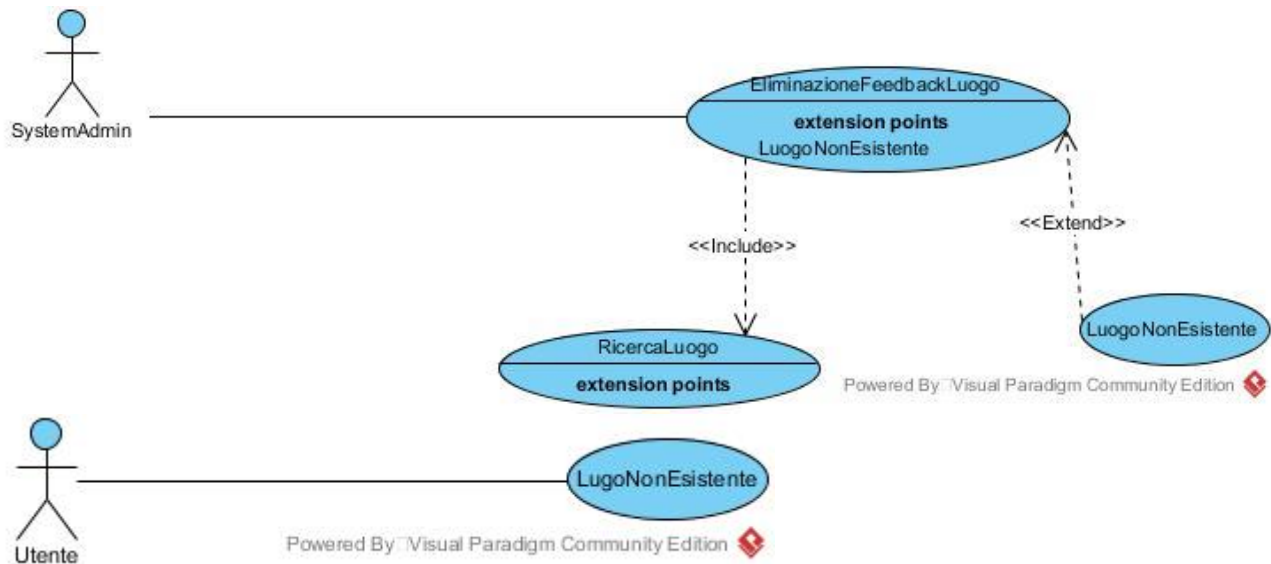 EliminazioneFeedbackLuogo
extension points
LuogoNonEsistente
SystemAdmin
<<Include>>
<<Extend>>
LuogoNonEsistente
RicercaLuogo
extension points
Powered By Visual Paradigm Community Edition
LugoNonEsistente
Utente
Powered By Visual Paradigm Community Edition